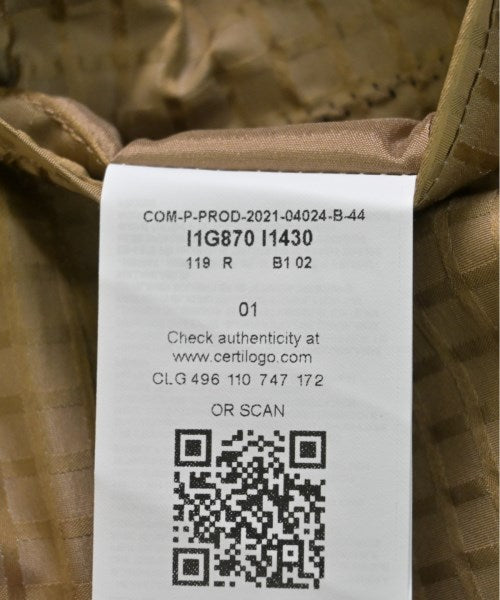 COM-P-PROD-2021-04024-B-44
I1G870 I1430
119 R B1 02
01
Check authenticity at
www.certilogo.com
CLG 496 110 747 172
OR SCAN